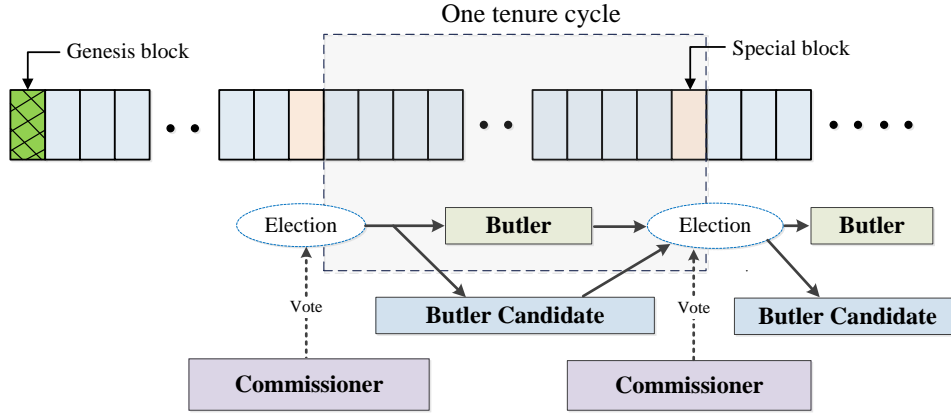 One tenure cycle
Genesis block
Special block
Election
Butler
Election
Butler
Vote
Butler Candidate
Vote
Butler Candidate
Commissioner
Commissioner